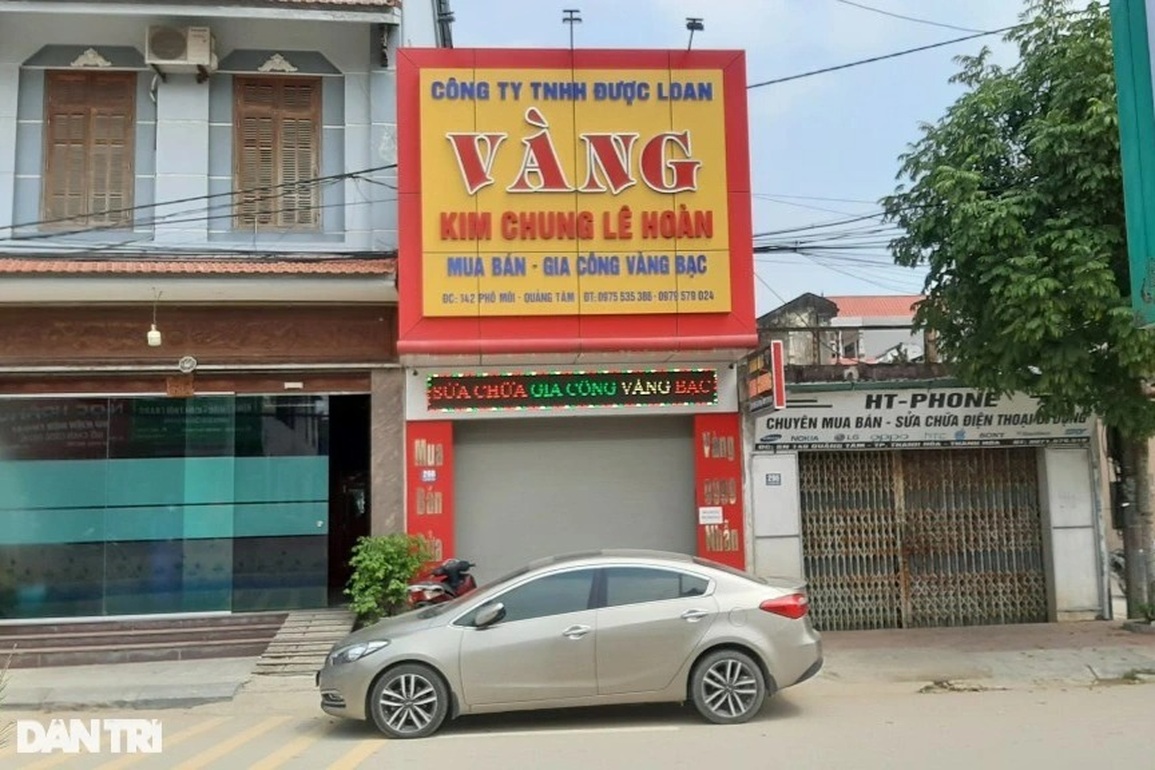 CÔNG TY TNHH ĐƯỢC LOAN
VÀNG
KIM CHUNG LÊ HOÀN
MUA BÁN - GIA CÔNG VÀNG BẠC
ĐC: 142 PHỐ MÔI - QUẢNG TÂM ĐT: 0975 535 386 - 0979 579 024
SỬA CHỮA GIA CÔNG VÀNG BẠC
Mua
Bán
Vàng
9999
Nhẫn
HT-PHONE
CHUYÊN MUA BÁN - SỬA CHỮA ĐIỆN THOẠI DI ĐỘNG
NOKIA LG oppo htc SONY
DÂN TRÍ